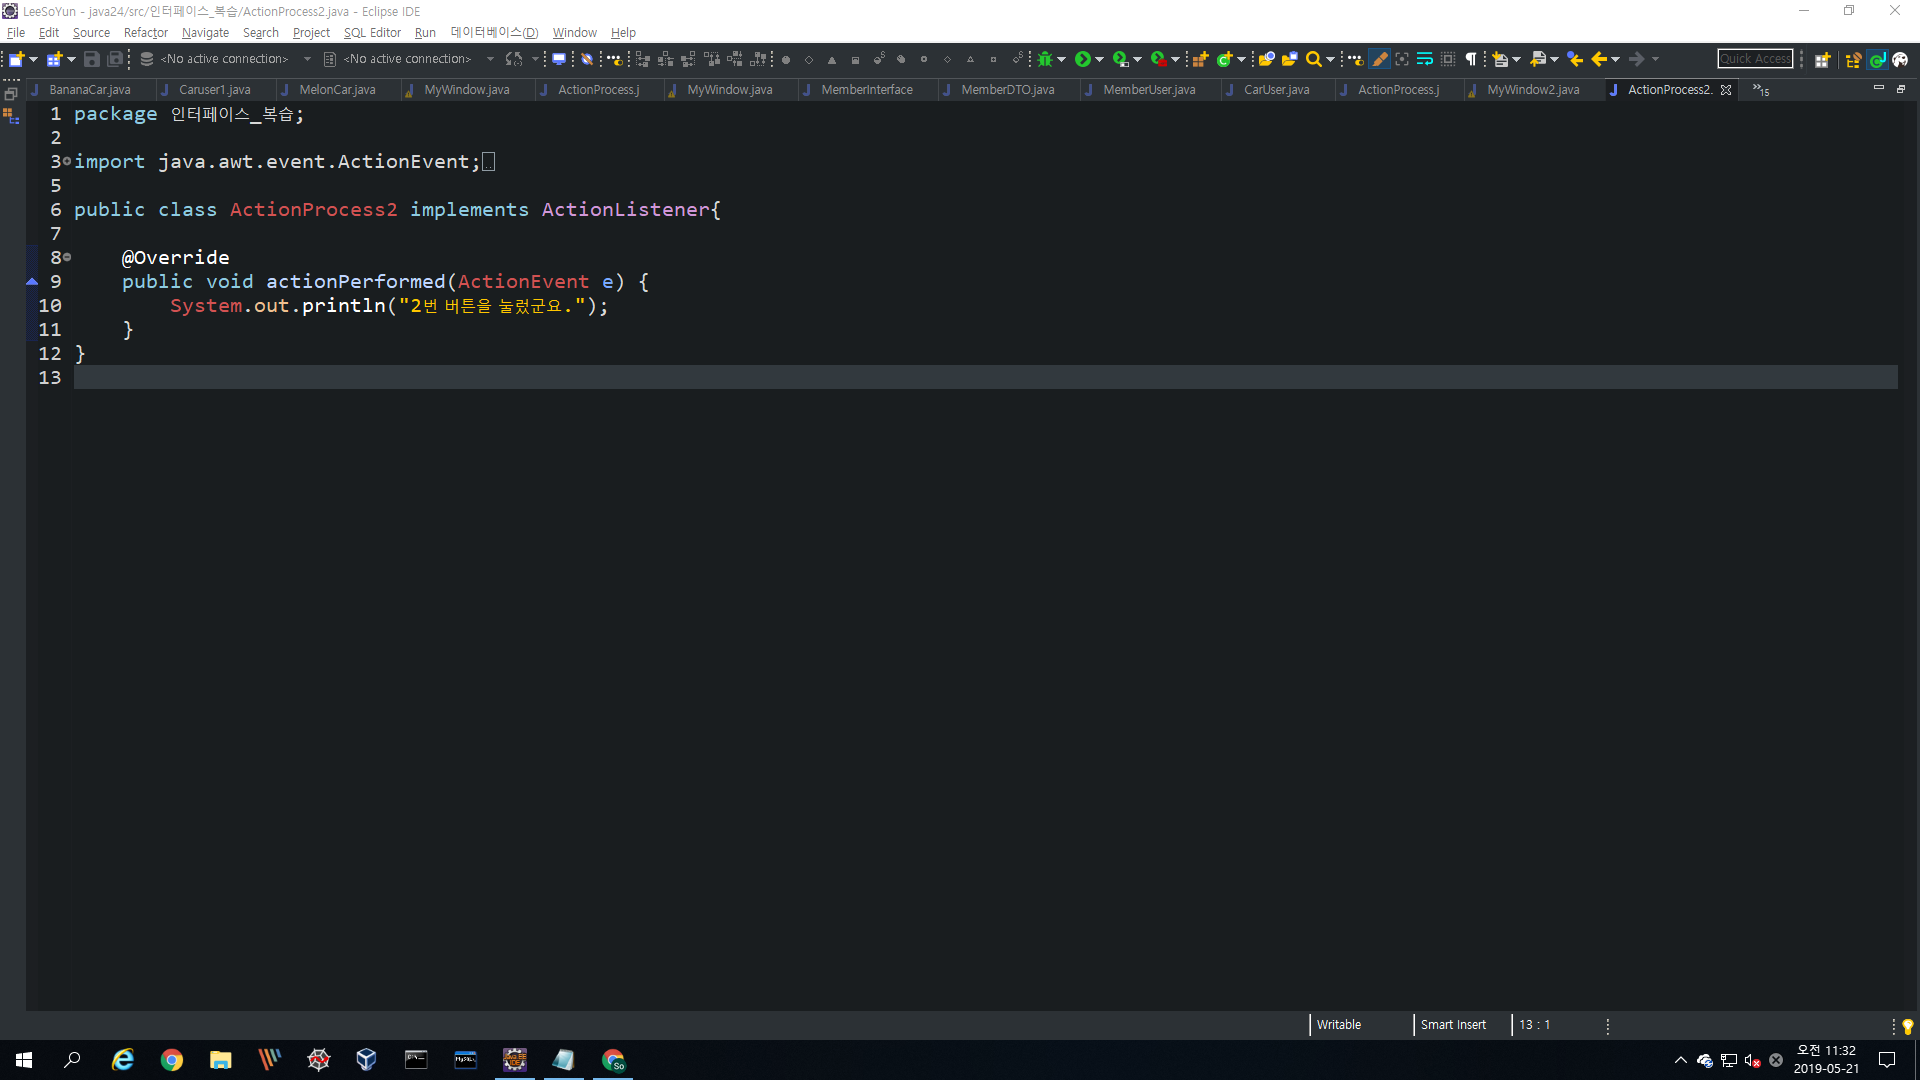 LeeSoYun - java24/src/인터페이스_복습/ActionProcess2.java - Eclipse IDE
File Edit Source Refactor Navigate Search Project SQL Editor Run 데이터베이스(D) Window Help
<No active connection> <No active connection> Quick Access
BananaCar.java Caruser1.java MelonCar.java MyWindow.java ActionProcess.j MyWindow.java MemberInterface MemberDTO.java MemberUser.java CarUser.java ActionProcess.j MyWindow2.java ActionProcess2. »15
1 package 인터페이스_복습;
2
3 import java.awt.event.ActionEvent;
5
6 public class ActionProcess2 implements ActionListener{
7
8 @Override
9 public void actionPerformed(ActionEvent e) {
10 System.out.println("2번 버튼을 눌렀군요.");
11 }
12 }
13
Writable Smart Insert 13 : 1
오전 11:32
2019-05-21